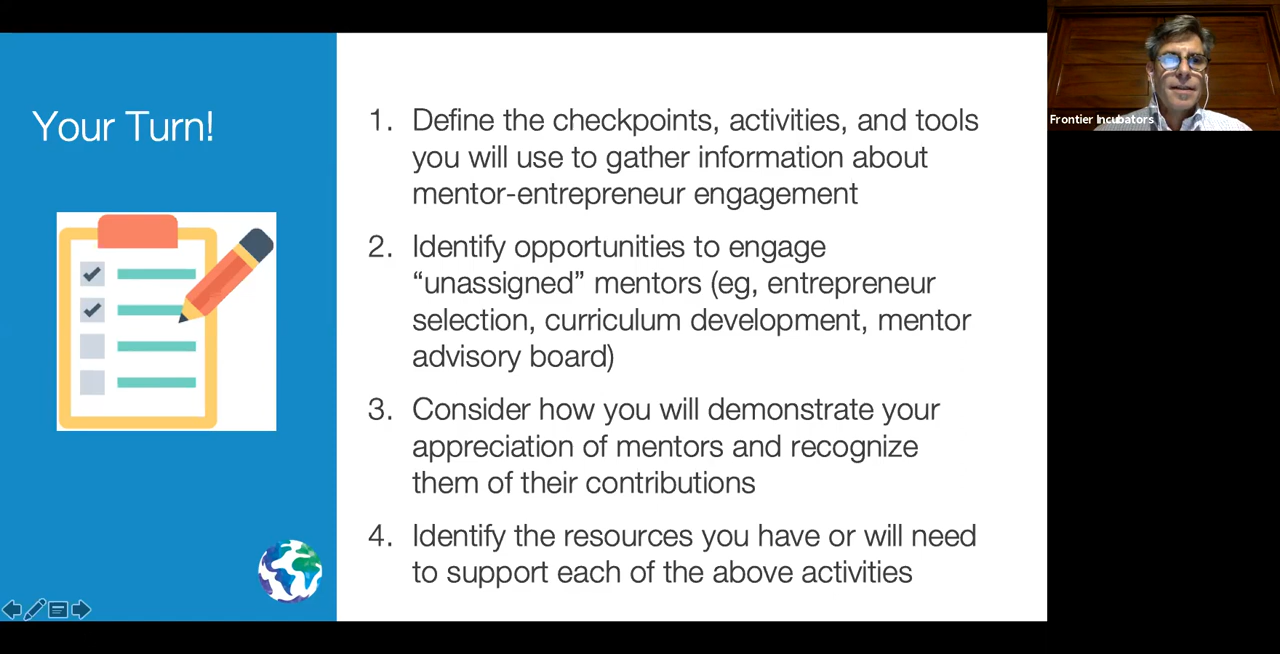 Your Turn!
1. Define the checkpoints, activities, and tools
you will use to gather information about
mentor-entrepreneur engagement
2. Identify opportunities to engage
“unassigned” mentors (eg, entrepreneur
selection, curriculum development, mentor
advisory board)
3. Consider how you will demonstrate your
appreciation of mentors and recognize
them of their contributions
4. Identify the resources you have or will need
to support each of the above activities
Frontier Incubators